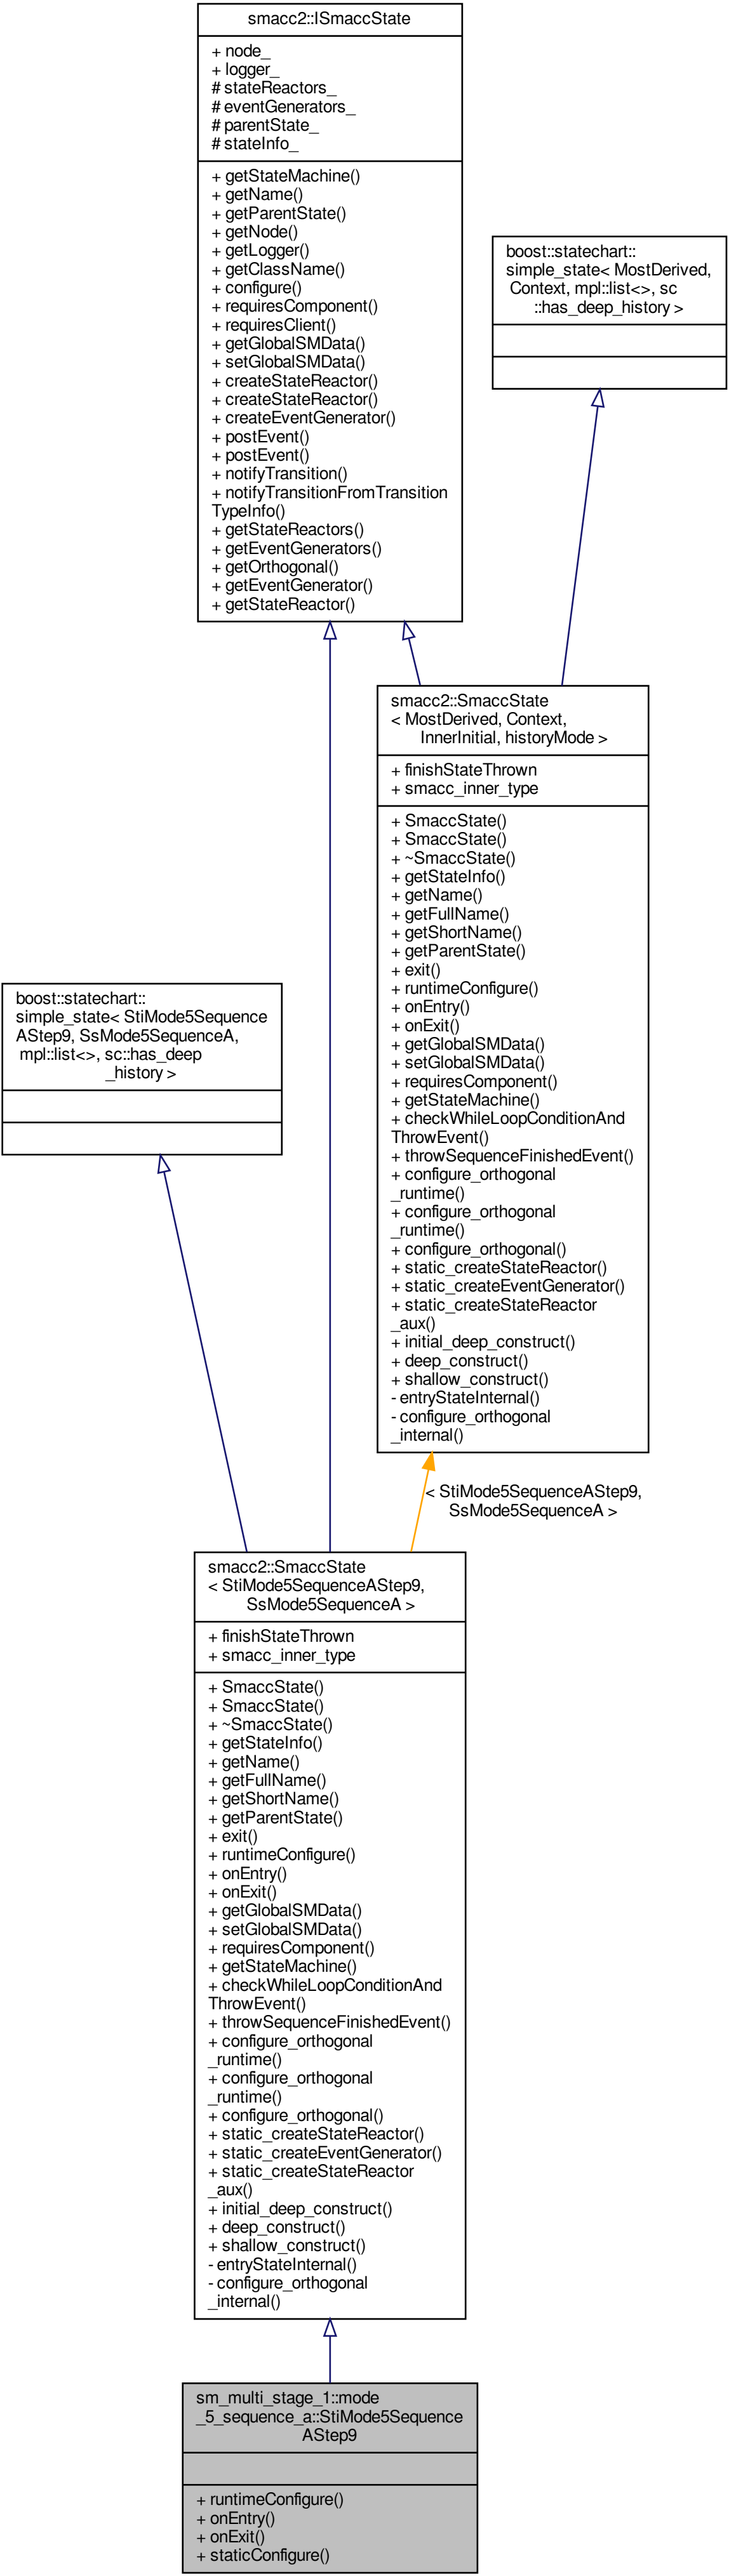 smacc2::ISmaccState
+ node_
+ logger_
# stateReactors_
# eventGenerators_
# parentState_
# stateInfo_
+ getStateMachine()
+ getName()
+ getParentState()
+ getNode()
+ getLogger()
+ getClassName()
+ configure()
+ requiresComponent()
+ requiresClient()
+ getGlobalSMData()
+ setGlobalSMData()
+ createStateReactor()
+ createStateReactor()
+ createEventGenerator()
+ postEvent()
+ postEvent()
+ notifyTransition()
+ notifyTransitionFromTransition
TypeInfo()
+ getStateReactors()
+ getEventGenerators()
+ getOrthogonal()
+ getEventGenerator()
+ getStateReactor()
boost::statechart::
simple_state< MostDerived,
Context, mpl::list<>, sc
::has_deep_history >
smacc2::SmaccState
< MostDerived, Context,
InnerInitial, historyMode >
+ finishStateThrown
+ smacc_inner_type
+ SmaccState()
+ SmaccState()
+ ~SmaccState()
+ getStateInfo()
+ getName()
+ getFullName()
+ getShortName()
+ getParentState()
+ exit()
+ runtimeConfigure()
+ onEntry()
+ onExit()
+ getGlobalSMData()
+ setGlobalSMData()
+ requiresComponent()
+ getStateMachine()
+ checkWhileLoopConditionAnd
ThrowEvent()
+ throwSequenceFinishedEvent()
+ configure_orthogonal
_runtime()
+ configure_orthogonal
_runtime()
+ configure_orthogonal()
+ static_createStateReactor()
+ static_createEventGenerator()
+ static_createStateReactor
_aux()
+ initial_deep_construct()
+ deep_construct()
+ shallow_construct()
- entryStateInternal()
- configure_orthogonal
_internal()
boost::statechart::
simple_state< StiMode5Sequence
AStep9, SsMode5SequenceA,
mpl::list<>, sc::has_deep
_history >
< StiMode5SequenceAStep9,
SsMode5SequenceA >
smacc2::SmaccState
< StiMode5SequenceAStep9,
SsMode5SequenceA >
+ finishStateThrown
+ smacc_inner_type
+ SmaccState()
+ SmaccState()
+ ~SmaccState()
+ getStateInfo()
+ getName()
+ getFullName()
+ getShortName()
+ getParentState()
+ exit()
+ runtimeConfigure()
+ onEntry()
+ onExit()
+ getGlobalSMData()
+ setGlobalSMData()
+ requiresComponent()
+ getStateMachine()
+ checkWhileLoopConditionAnd
ThrowEvent()
+ throwSequenceFinishedEvent()
+ configure_orthogonal
_runtime()
+ configure_orthogonal
_runtime()
+ configure_orthogonal()
+ static_createStateReactor()
+ static_createEventGenerator()
+ static_createStateReactor
_aux()
+ initial_deep_construct()
+ deep_construct()
+ shallow_construct()
- entryStateInternal()
- configure_orthogonal
_internal()
sm_multi_stage_1::mode
_5_sequence_a::StiMode5Sequence
AStep9
+ runtimeConfigure()
+ onEntry()
+ onExit()
+ staticConfigure()